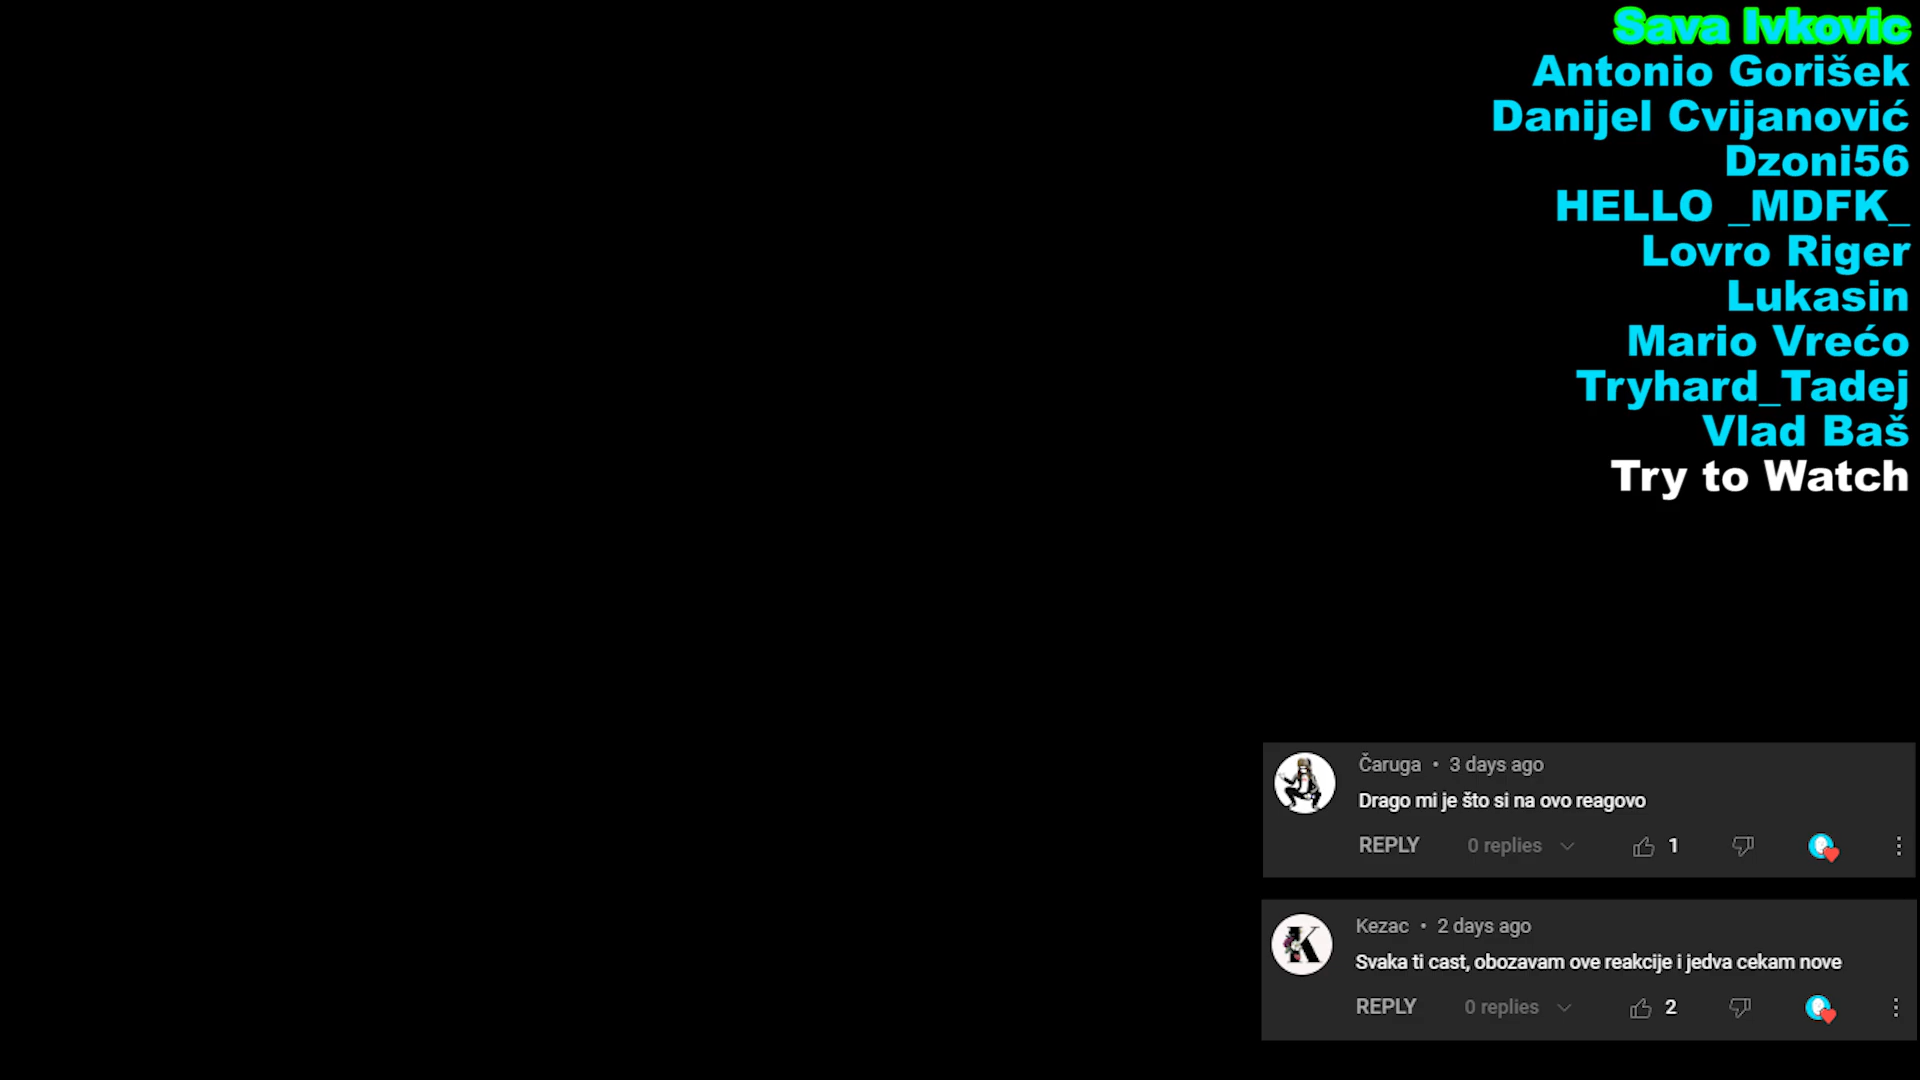 Sava Ivkovic
Antonio Gorišek
Danijel Cvijanović
Dzoni56
HELLO _MDFK_
Lovro Riger
Lukasin
Mario Vrećo
Tryhard_Tadej
Vlad Baš
Try to Watch
Čaruga • 3 days ago
Drago mi je što si na ovo reagovo
REPLY 0 replies 1
Kezac • 2 days ago
Svaka ti cast, obozavam ove reakcije i jedva cekam nove
REPLY 0 replies 2